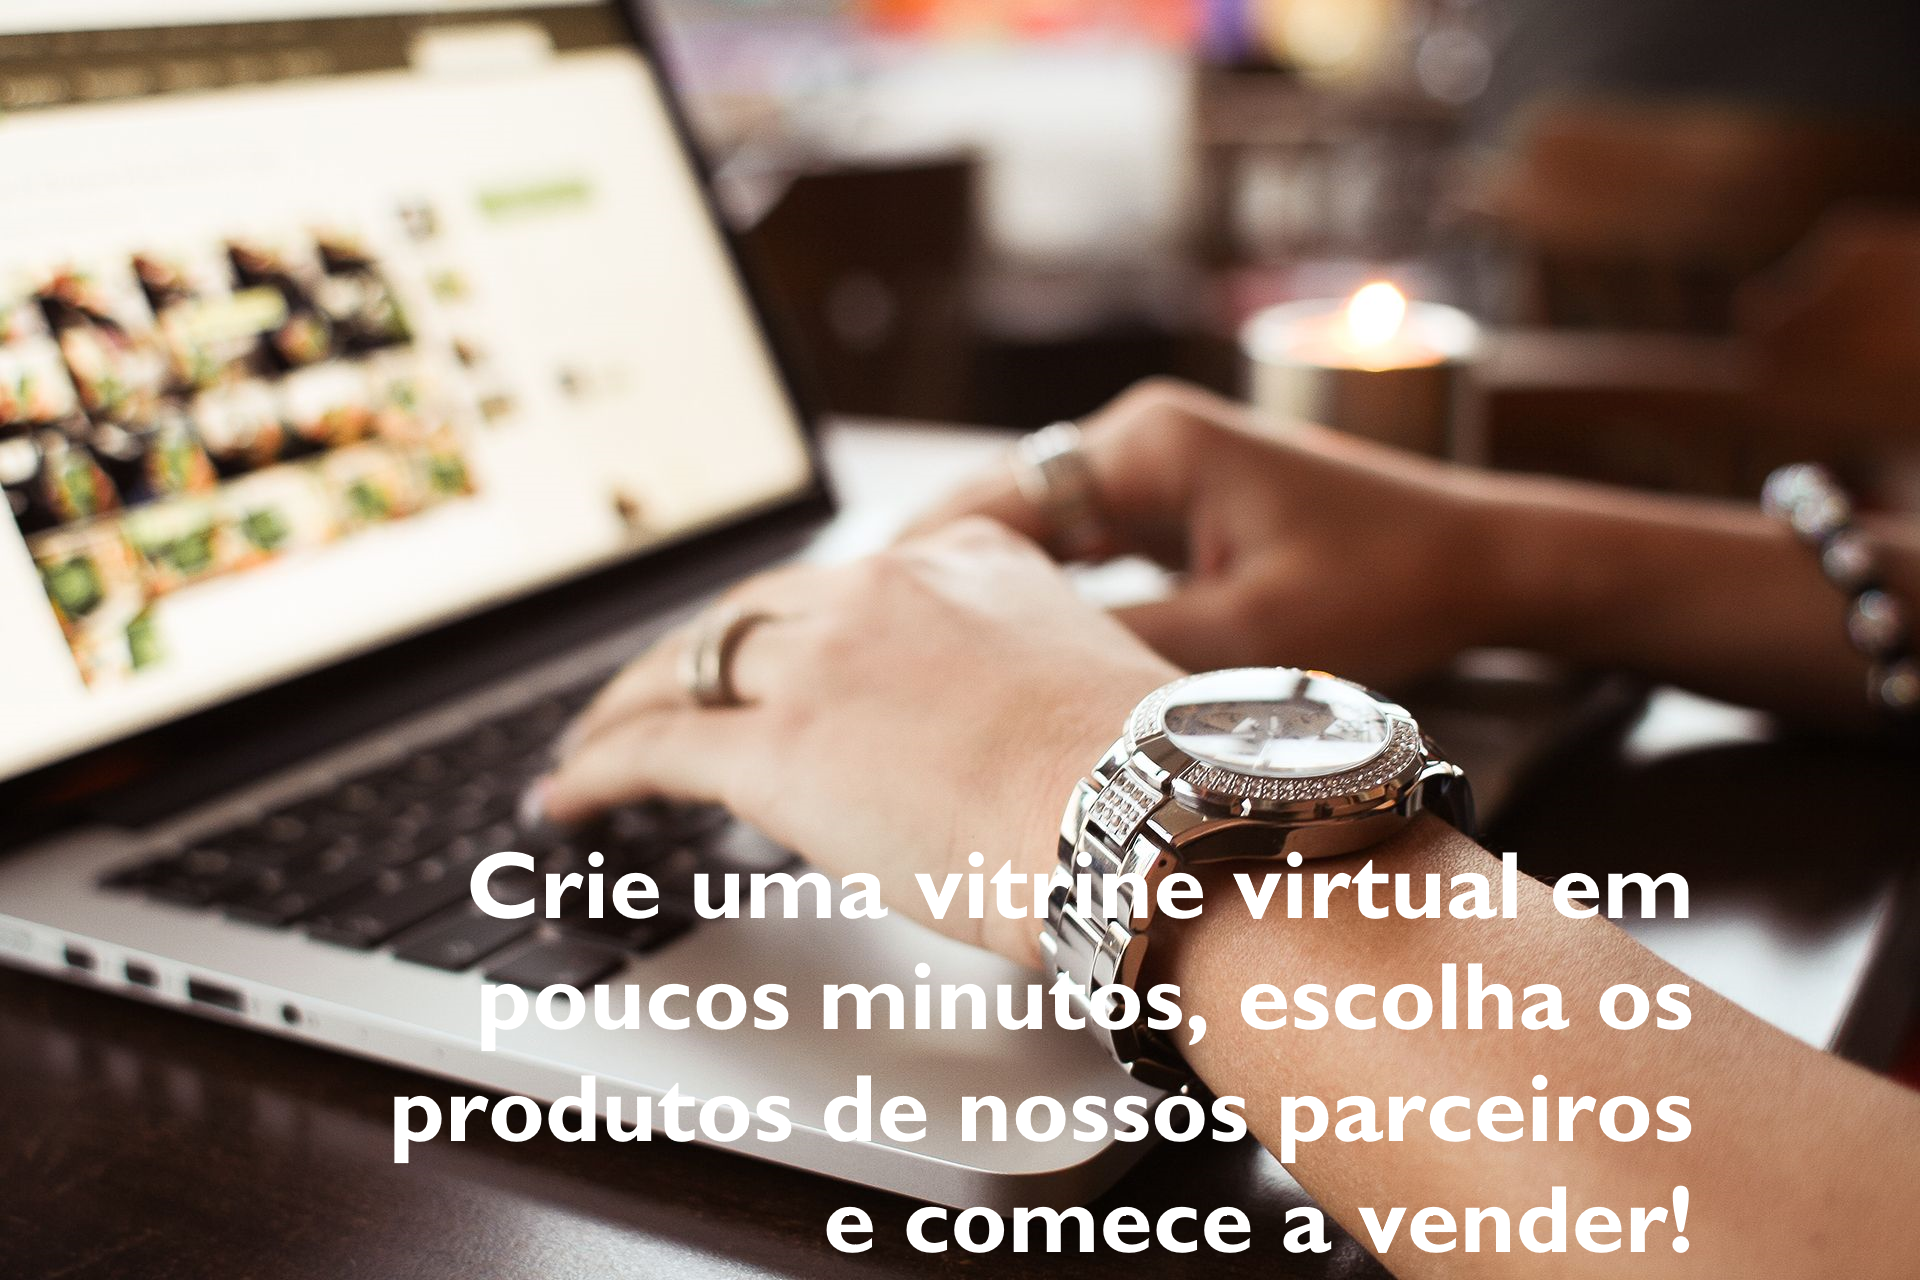 Crie uma vitrine virtual em
poucos minutos, escolha os
produtos de nossos parceiros
e comece a vender!